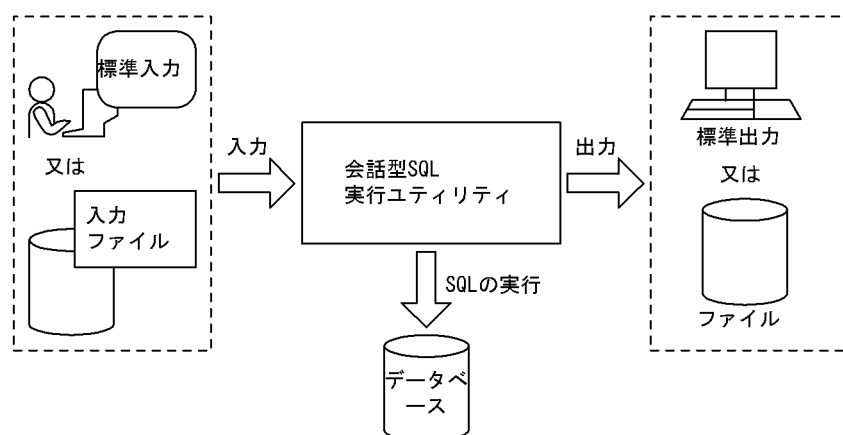 標準入力
又は
入力
ファイル
入力
会話型SQL
実行ユティリティ
SQLの実行
データベ
ース
出力
標準出力
又は
ファイル